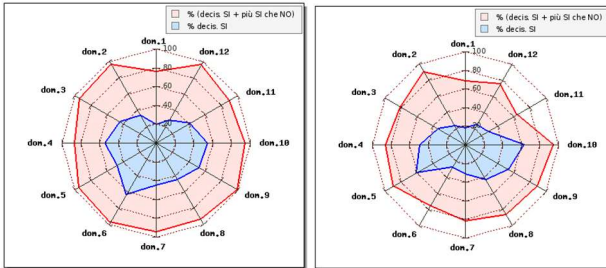 % (decis. SI + più SI che NO)
% decis. SI
dom.1
dom.2
dom.3
dom.4
dom.5
dom.6
dom.7
dom.8
dom.9
dom.10
dom.11
dom.12
100
80
60
40
20
% (decis. SI + più SI che NO)
% decis. SI
dom.1
dom.2
dom.3
dom.4
dom.5
dom.6
dom.7
dom.8
dom.9
dom.10
dom.11
dom.12
100
80
60
40
20